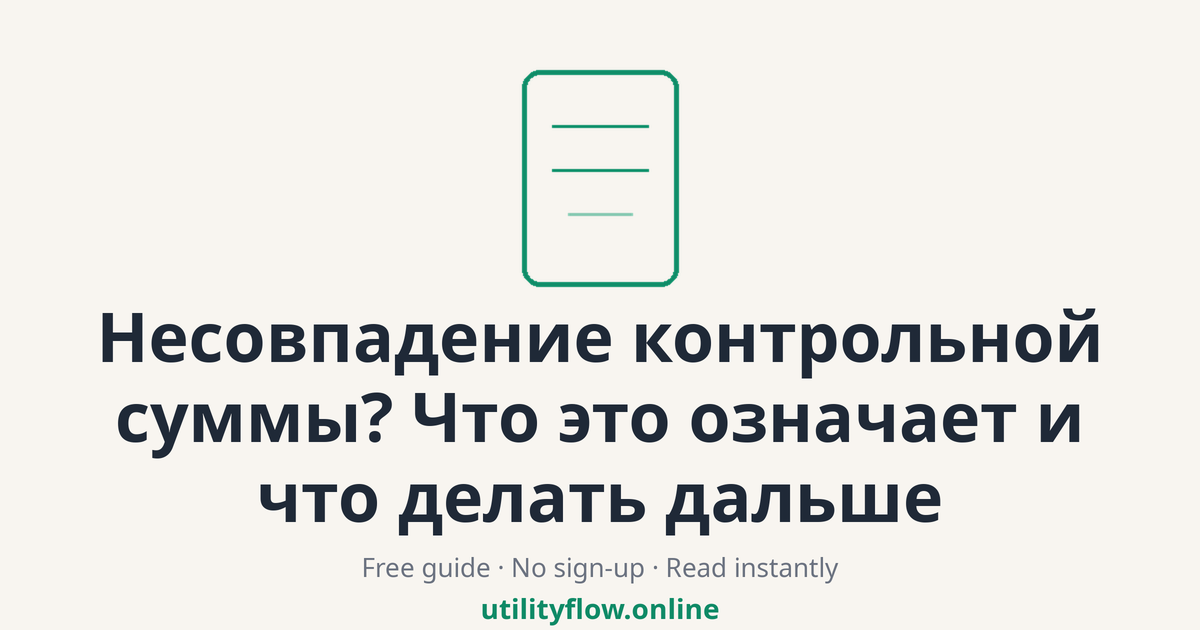 Несовпадение контрольной
суммы? Что это означает и
что делать дальше
Free guide · No sign-up · Read instantly
utilityflow.online